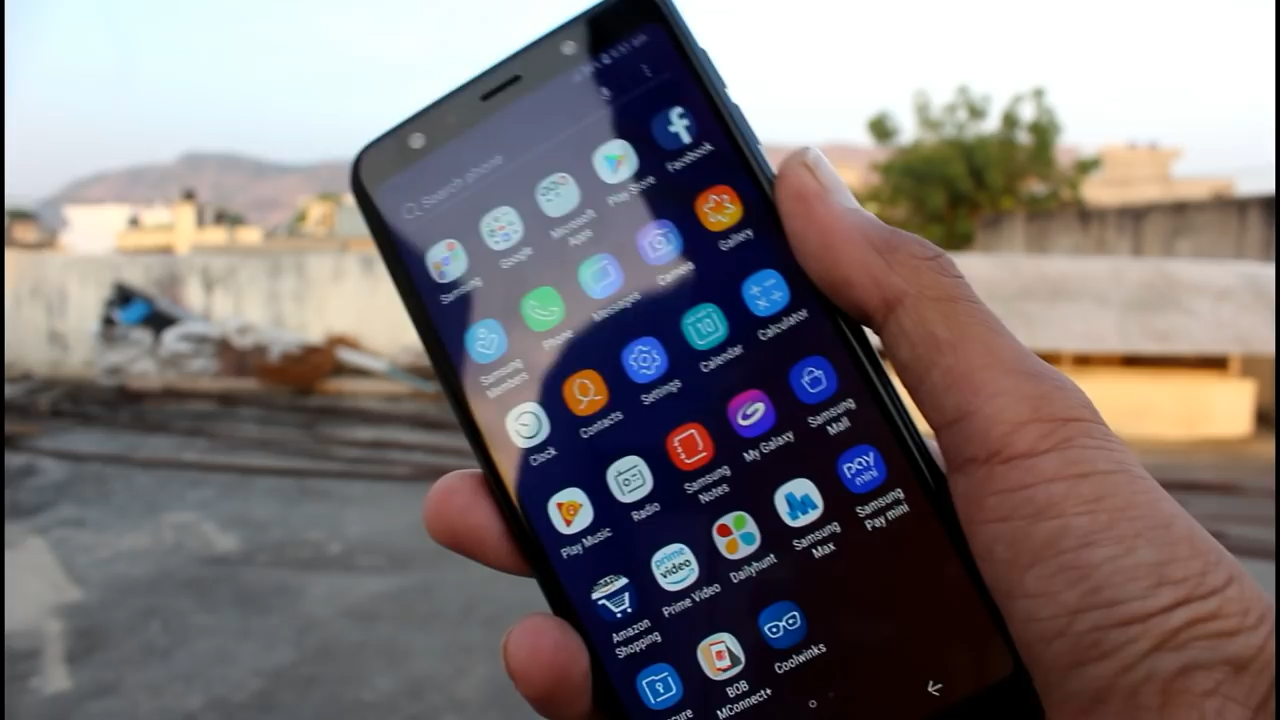 Search phone
Samsung
Google
Microsoft
Apps
Play Store
Facebook
Samsung
Members
Phone
Messages
Camera
Gallery
Clock
Contacts
Settings
10
Calendar
Calculator
Play Music
Radio
Samsung
Notes
My Galaxy
Samsung
Mall
Amazon
Shopping
prime
video
Prime Video
Dailyhunt
Samsung
Max
pay
mini
Samsung
Pay mini
BOB
MConnect+
Coolwinks